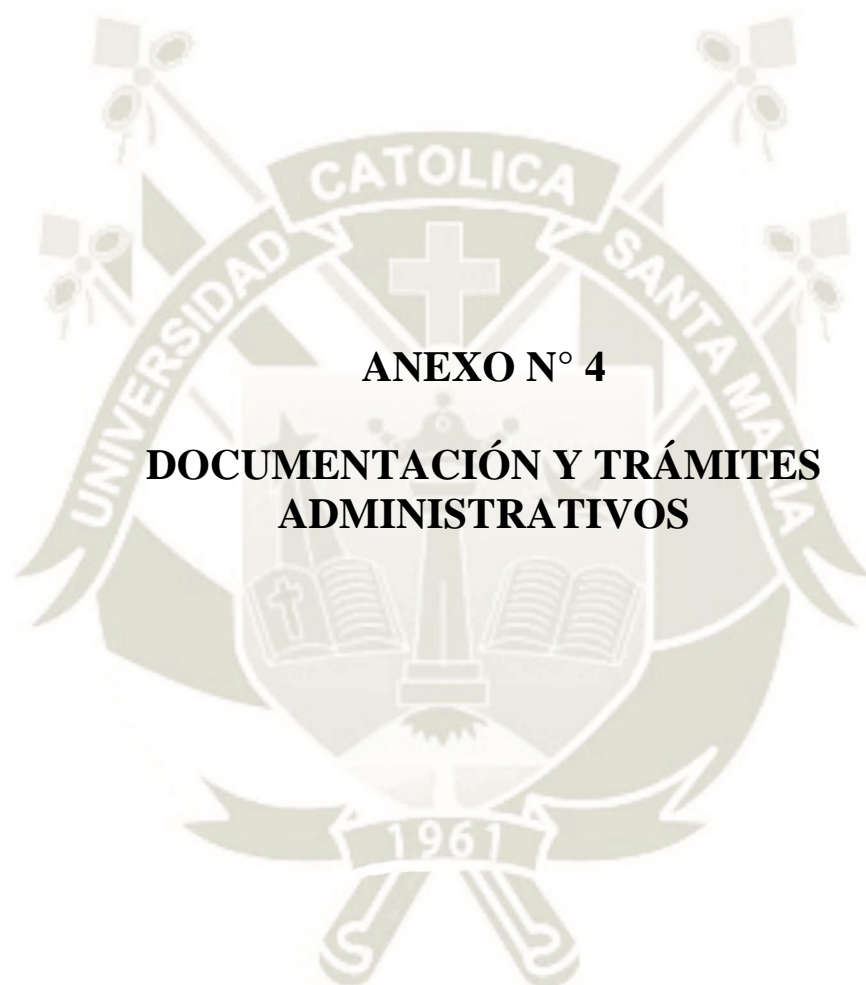 CATOLICA
UNIVERSIDAD
SANTA MARIA
ANEXO N° 4
DOCUMENTACIÓN Y TRÁMITES
ADMINISTRATIVOS
1961